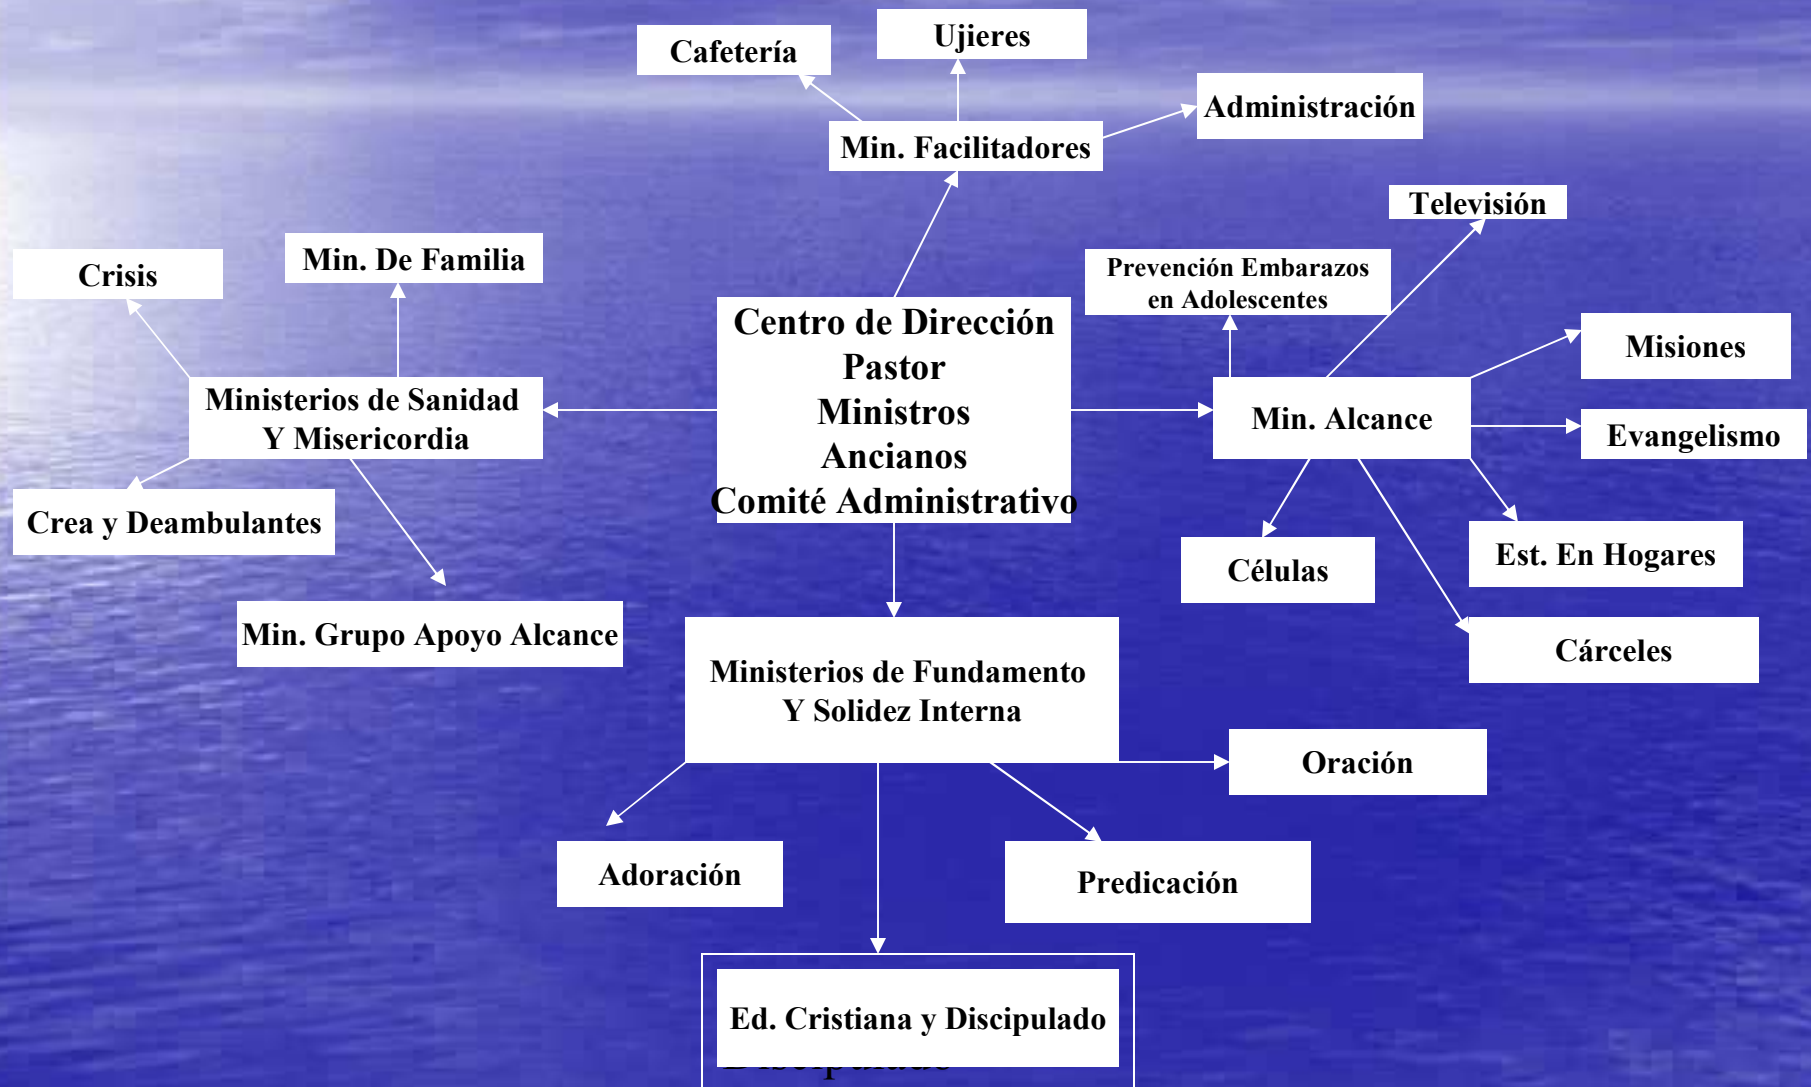 Ujieres
Cafetería
Administración
Min. Facilitadores
Televisión
Crisis
Min. De Familia
Prevención Embarazos
en Adolescentes
Centro de Dirección
Pastor
Ministros
Ancianos
Comité Administrativo
Misiones
Ministerios de Sanidad
Y Misericordia
Min. Alcance
Evangelismo
Crea y Deambulantes
Células
Est. En Hogares
Min. Grupo Apoyo Alcance
Cárceles
Ministerios de Fundamento
Y Solidez Interna
Oración
Adoración
Predicación
Ed. Cristiana y Discipulado
Discipulado